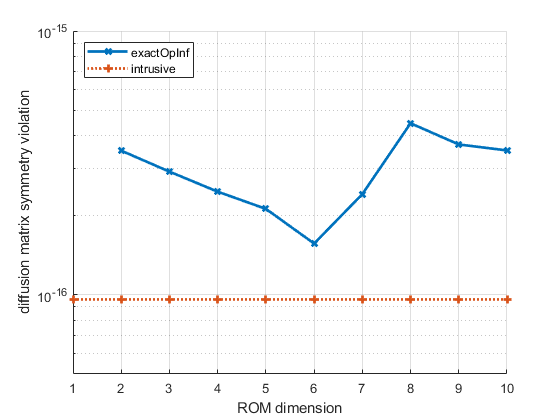 10^-15
exactOpInf
intrusive
diffusion matrix symmetry violation
10^-16
1 2 3 4 5 6 7 8 9 10
ROM dimension